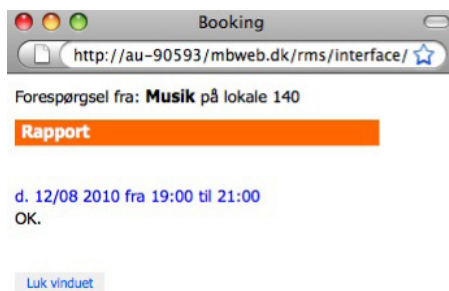 Booking
http://au-90593/mbweb.dk/rms/interface/
Forespørgsel fra: Musik på lokale 140
Rapport
d. 12/08 2010 fra 19:00 til 21:00
OK.
Luk vinduet